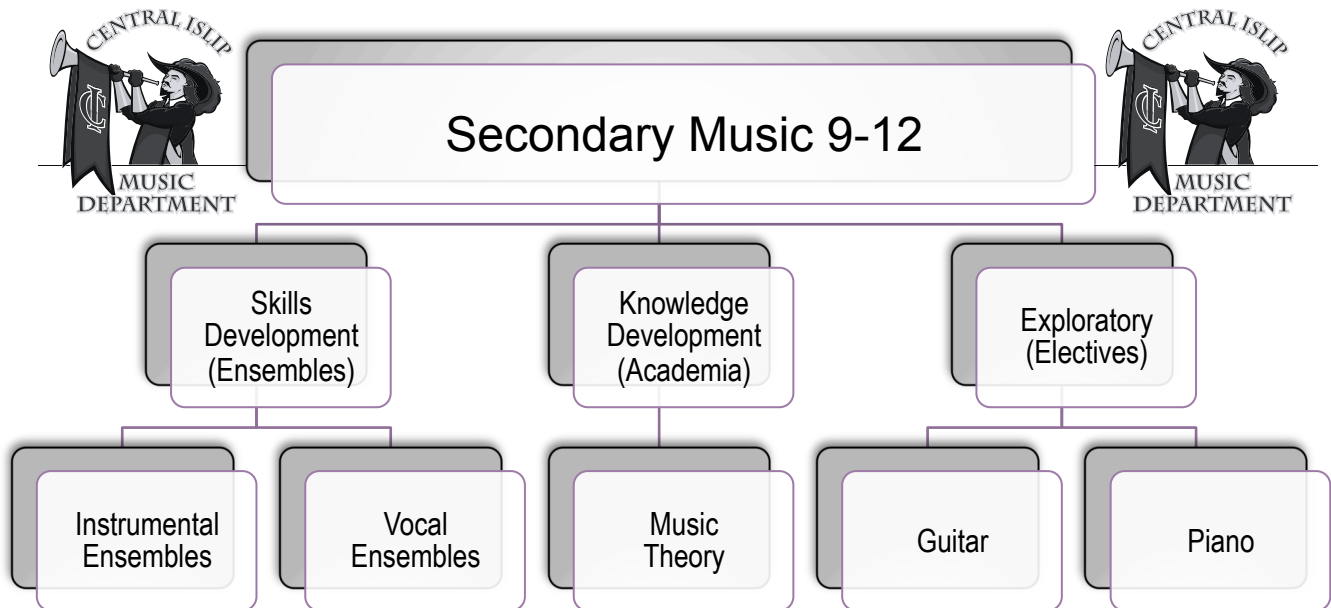 CENTRAL ISLIP
MUSIC
DEPARTMENT
CI
Secondary Music 9-12
CENTRAL ISLIP
MUSIC
DEPARTMENT
CI
Skills
Development
(Ensembles)
Knowledge
Development
(Academia)
Exploratory
(Electives)
Instrumental
Ensembles
Vocal
Ensembles
Music
Theory
Guitar
Piano